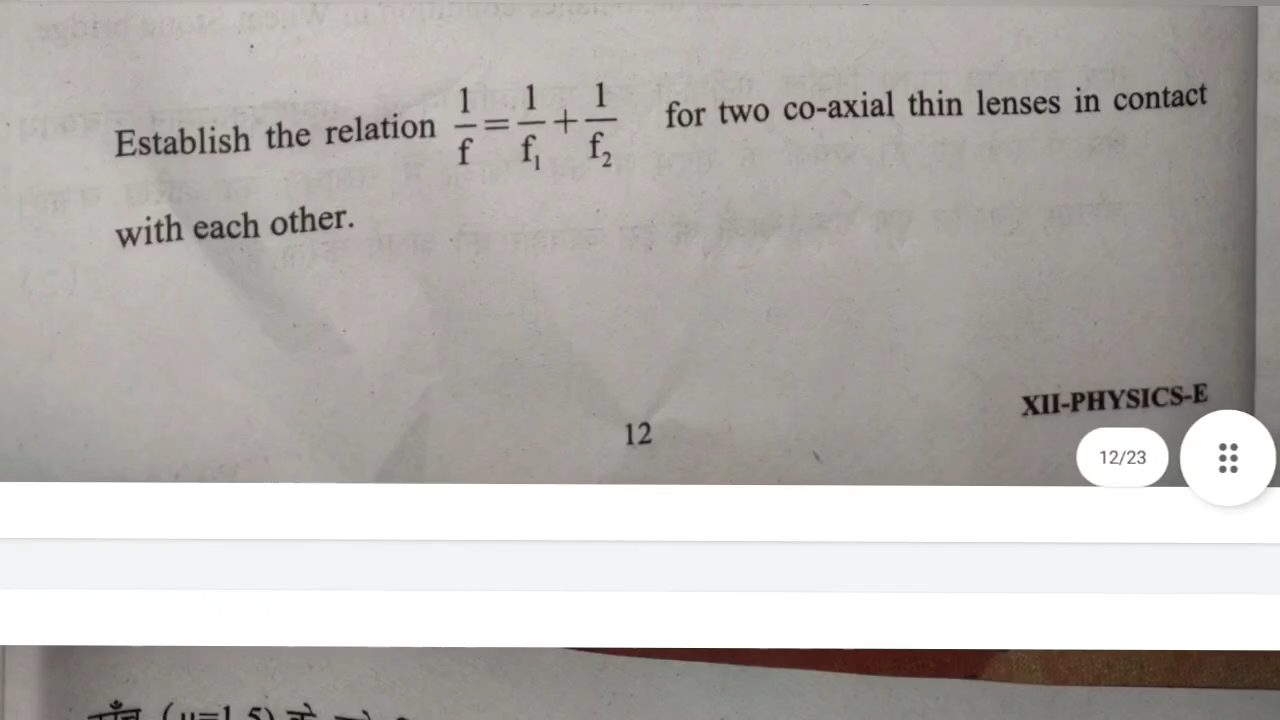 Establish the relation 1/f = 1/f₁ + 1/f₂ for two co-axial thin lenses in contact
with each other.
XII-PHYSICS-E
12
12/23